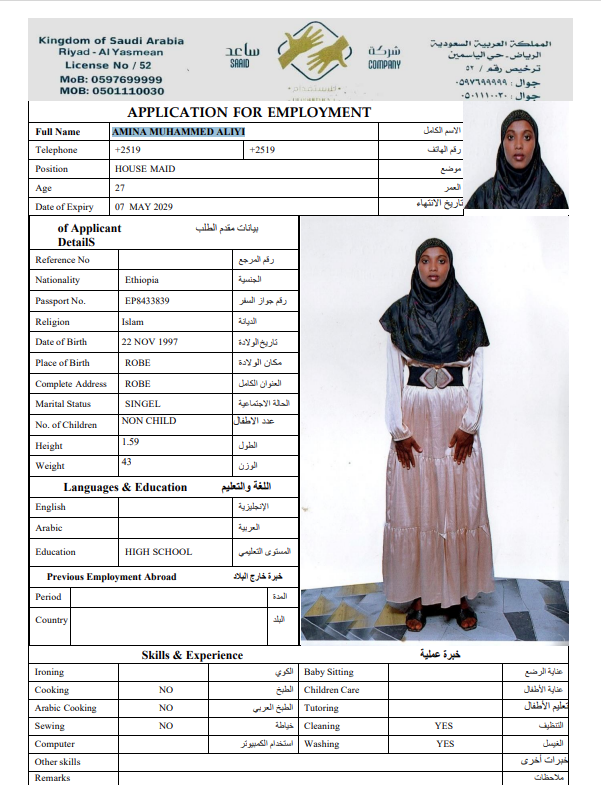 Kingdom of Saudi Arabia
Riyad - Al Yasmean
License No / 52
MoB: 0597699999
MOB: 0501110030
ساعد
SAAID
شركة
COMPANY
للإستقدام
المملكة العربية السعودية
الرياض - حي الياسمين
ترخيص رقم / ٥٢
جوال : ٠٥٩٧٦٩٩٩٩٩
جوال : ٠٥٠١١١٠٠٣٠
APPLICATION FOR EMPLOYMENT
Full Name AMINA MUHAMMED ALIYI الاسم الكامل
Telephone +2519 +2519 رقم الهاتف
Position HOUSE MAID موضع
Age 27 العمر
Date of Expiry 07 MAY 2029 تاريخ الانتهاء
of Applicant بيانات مقدم الطلب
DetailS
Reference No رقم المرجع
Nationality Ethiopia الجنسية
Passport No. EP8433839 رقم جواز السفر
Religion Islam الديانة
Date of Birth 22 NOV 1997 تاريخ الولادة
Place of Birth ROBE مكان الولادة
Complete Address ROBE العنوان الكامل
Marital Status SINGEL الحالة الاجتماعية
No. of Children NON CHILD عدد الاطفال
Height 1.59 الطول
Weight 43 الوزن
Languages & Education اللغة والتعليم
English الإنجليزية
Arabic العربية
Education HIGH SCHOOL المستوى التعليمي
Previous Employment Abroad خبرة خارج البلاد
Period المدة
Country البلد
Skills & Experience خبرة عملية
Ironing الكوي Baby Sitting عناية الرضع
Cooking NO الطبخ Children Care عناية الأطفال
Arabic Cooking NO الطبخ العربي Tutoring تعليم الأطفال
Sewing NO خياطة Cleaning YES التنظيف
Computer استخدام الكمبيوتر Washing YES الغسيل
Other skills خبرات أخرى
Remarks ملاحظات